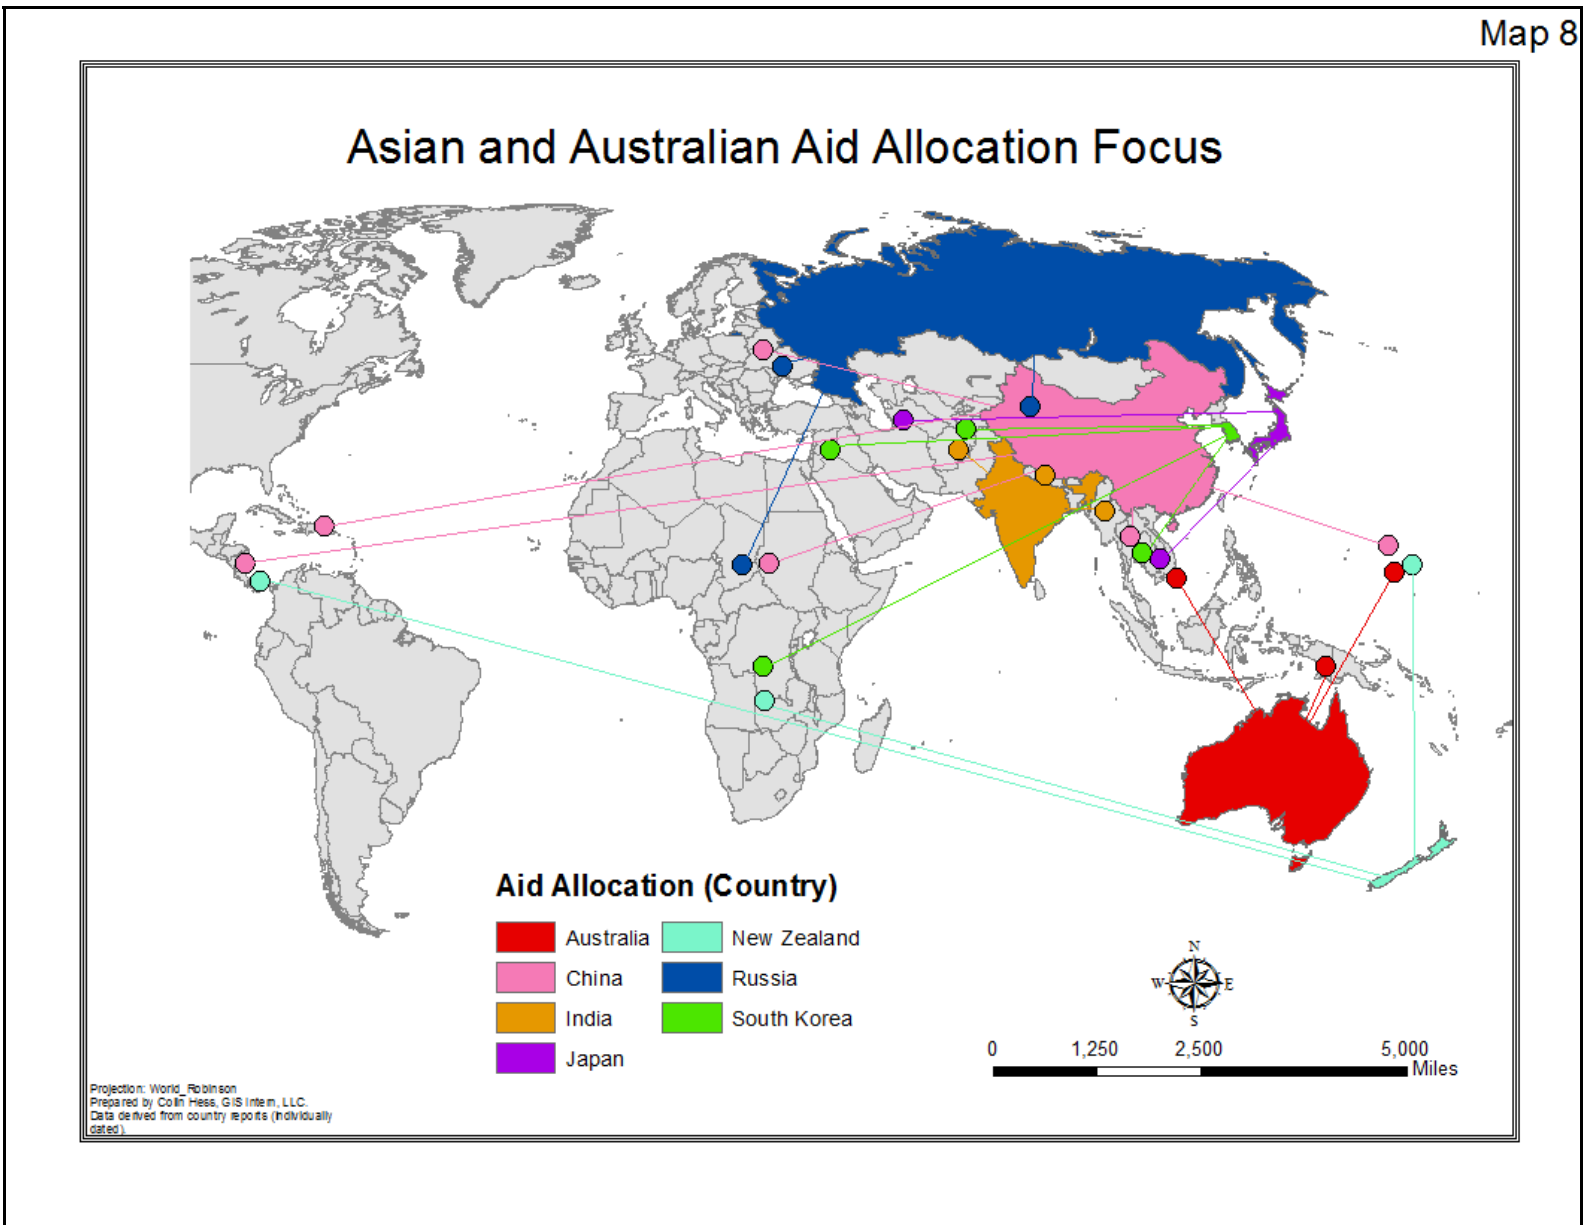 Map 8
Asian and Australian Aid Allocation Focus
Aid Allocation (Country)
Australia
New Zealand
China
Russia
India
South Korea
Japan
N
W
E
S
0
1,250
2,500
5,000
Miles
Projection: World_Robinson
Prepared by Colin Hess, GIS Intern, LLC.
Data derived from country reports (individually
dated).